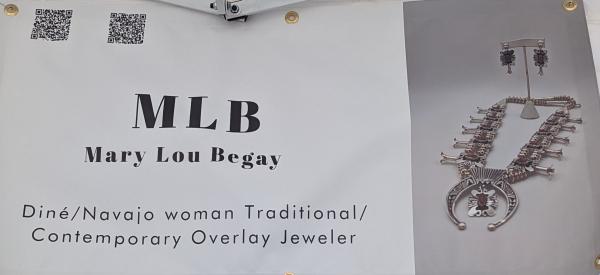 MLB
Mary Lou Begay
Diné/Navajo woman Traditional/
Contemporary Overlay Jeweler